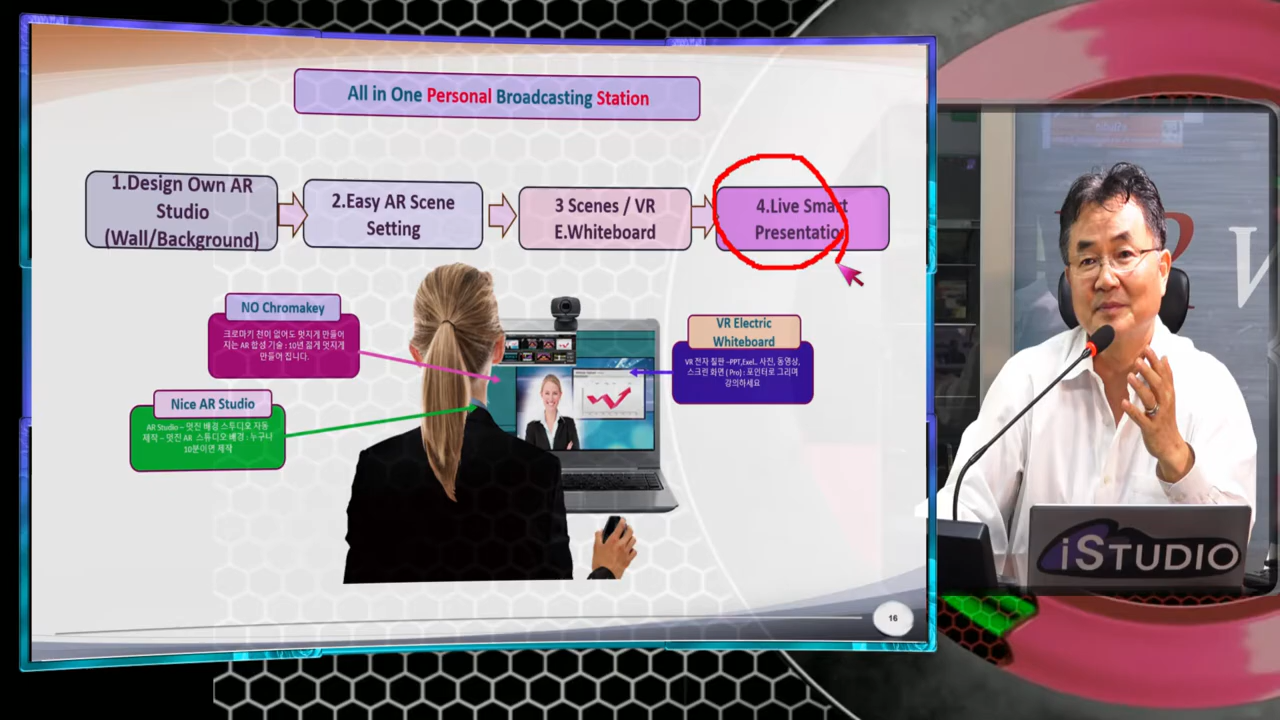 All in One Personal Broadcasting Station
1.Design Own AR
Studio
(Wall/Background)
2.Easy AR Scene
Setting
3 Scenes / VR
E.Whiteboard
4.Live Smart
Presentation
NO Chromakey
크로마키 천이 없어도 멋지게 만들어
지는 AR 합성 기술 : 10년 젊게 멋지게
만들어 집니다.
Nice AR Studio
AR Studio – 멋진 배경 스튜디오 자동
제작 – 멋진 AR 스튜디오 배경 : 누구나
10분이면 제작
VR Electric
Whiteboard
VR 전자 칠판 –PPT,Exel.. 사진, 동영상,
스크린 화면 ( Pro) : 포인터로 그리며
강의하세요
16
iSTUDIO